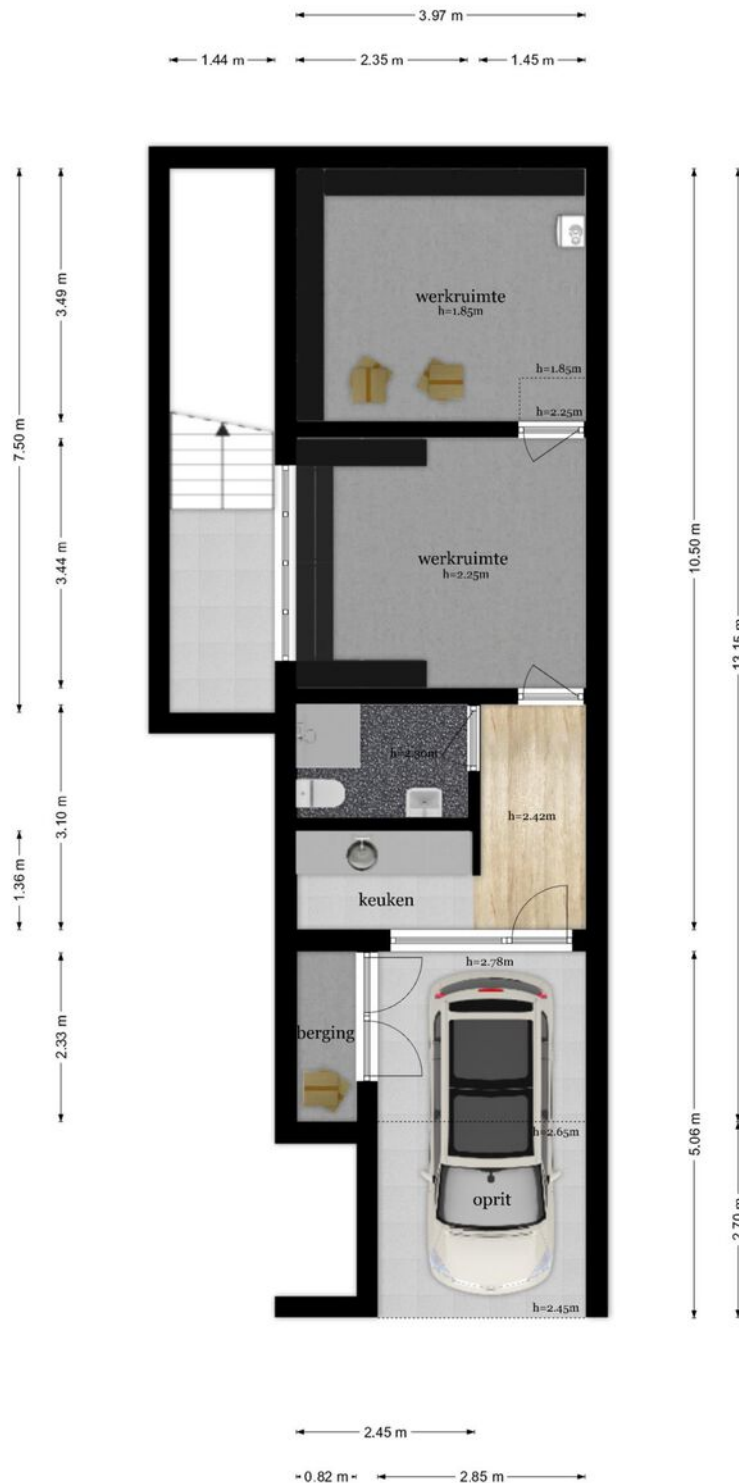 3.97 m
1.44 m
2.35 m
1.45 m
werkruimte
h=1.85m
h=1.85m
h=2.25m
3.49 m
7.50 m
werkruimte
h=2.25m
3.44 m
10.50 m
13.15 m
h=2.30m
h=2.42m
3.10 m
1.36 m
keuken
h=2.78m
berging
2.33 m
h=2.65m
5.06 m
oprit
2.70 m
h=2.45m
2.45 m
0.82 m
2.85 m